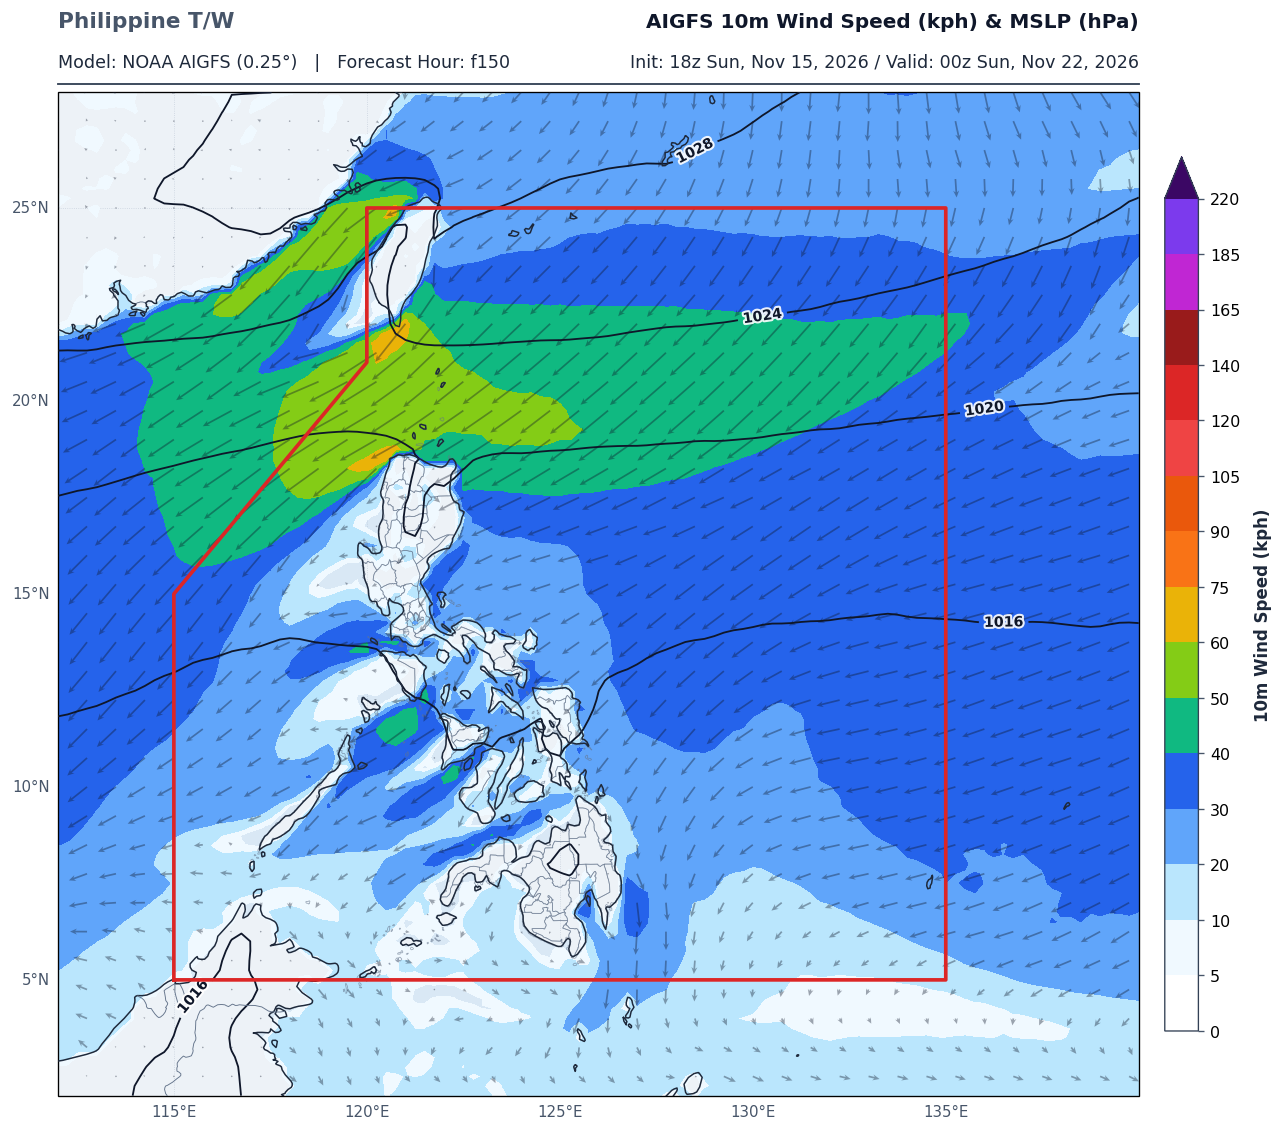 Philippine T/W
AIGFS 10m Wind Speed (kph) & MSLP (hPa)
Model: NOAA AIGFS (0.25°)   |   Forecast Hour: f150
Init: 18z Sun, Nov 15, 2026 / Valid: 00z Sun, Nov 22, 2026
1028
1024
1020
1016
1016
25°N
20°N
15°N
10°N
5°N
115°E
120°E
125°E
130°E
135°E
220
185
165
140
120
105
90
75
60
50
40
30
20
10
5
0
10m Wind Speed (kph)